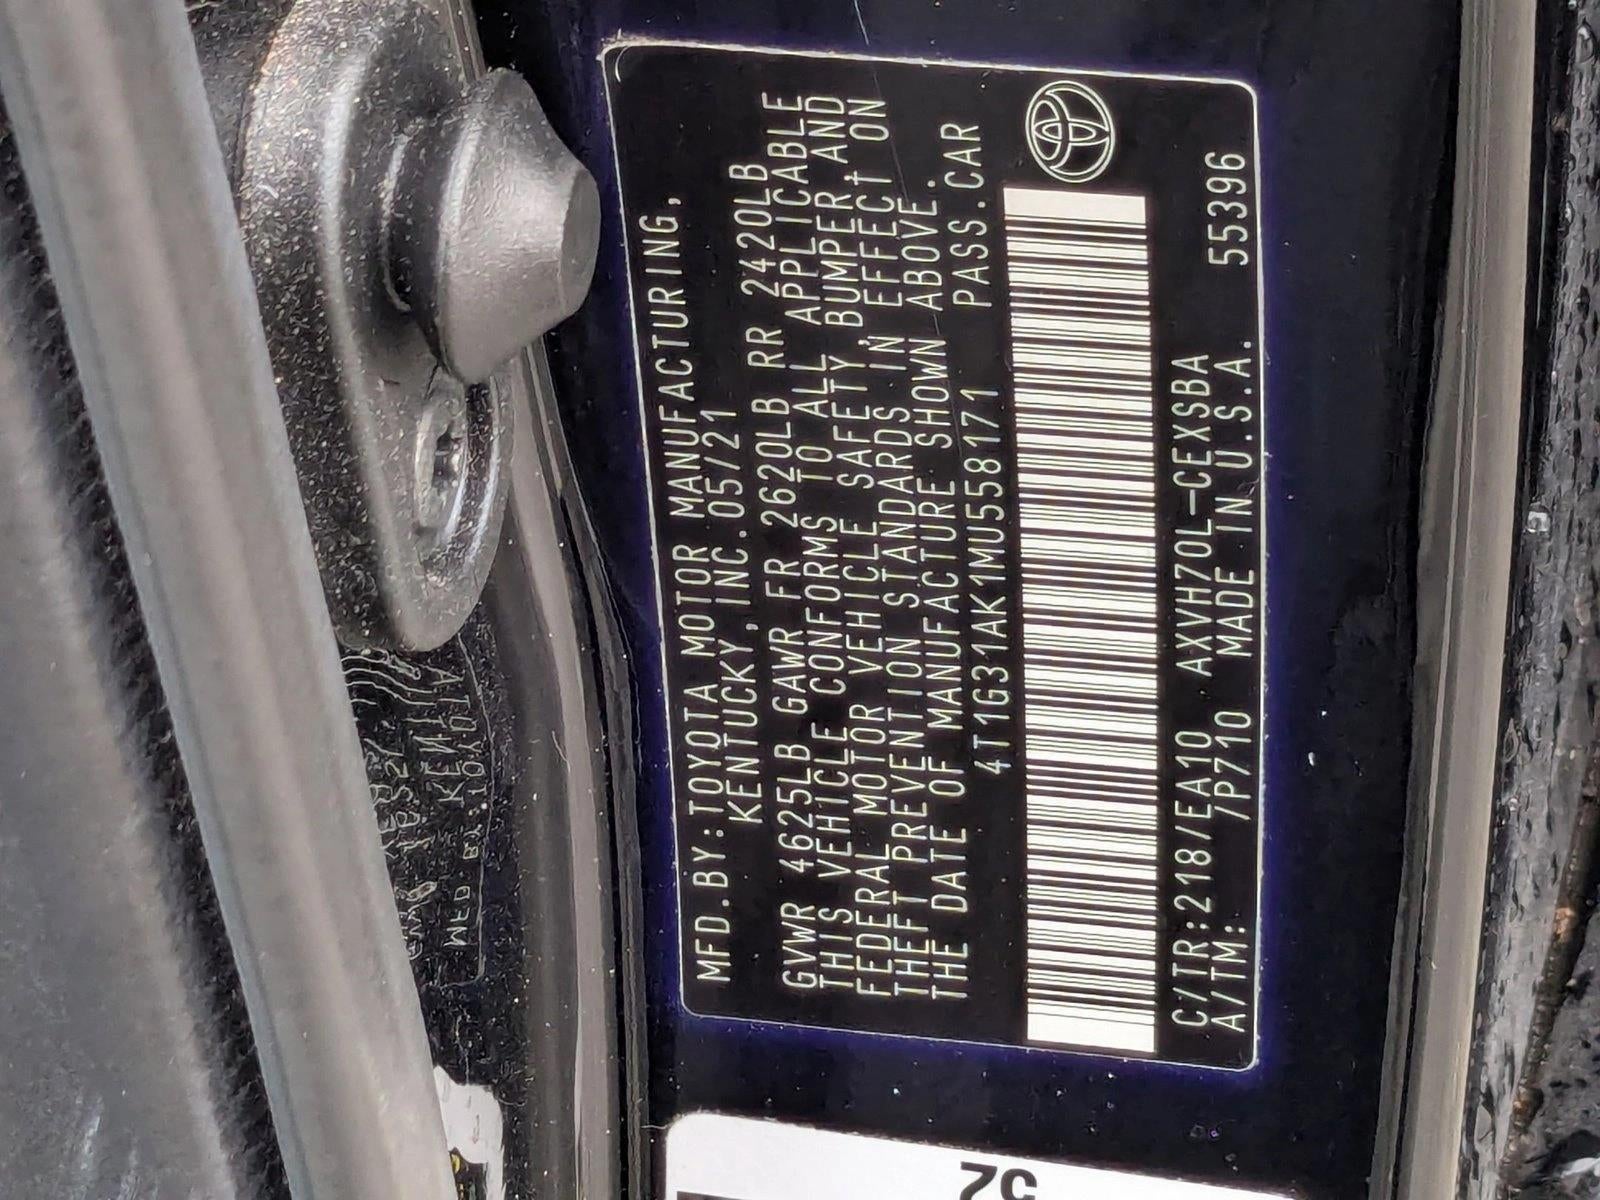 MFD.BY:TOYOTA MOTOR MANUFACTURING,
KENTUCKY,INC.05/21
GVWR 4625LB GAWR FR 2620LB RR 2420LB
THIS VEHICLE CONFORMS TO ALL APPLICABLE
FEDERAL MOTOR VEHICLE SAFETY, BUMPER, AND
THEFT PREVENTION STANDARDS IN EFFECT ON
THE DATE OF MANUFACTURE SHOWN ABOVE.
4T1G31AK1MU558171 PASS.CAR
C/TR:218/EA10 AXVH70L-CEXSBA 55396
A/TM: /P710 MADE IN U.S.A.